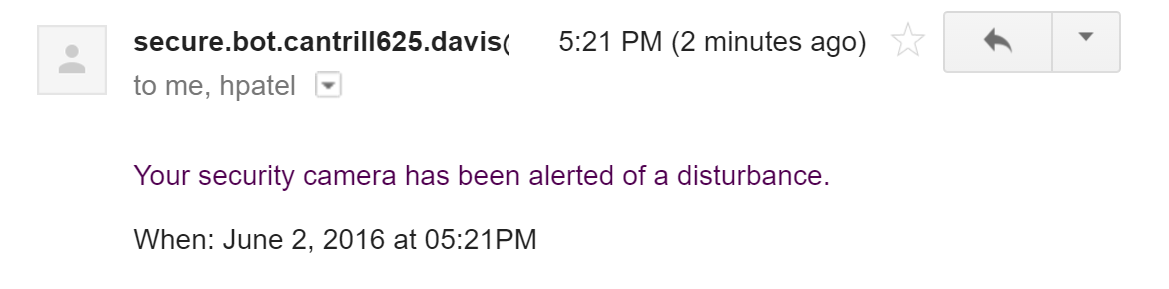 secure.bot.cantrill625.davis( 5:21 PM (2 minutes ago)
to me, hpatel
Your security camera has been alerted of a disturbance.
When: June 2, 2016 at 05:21PM